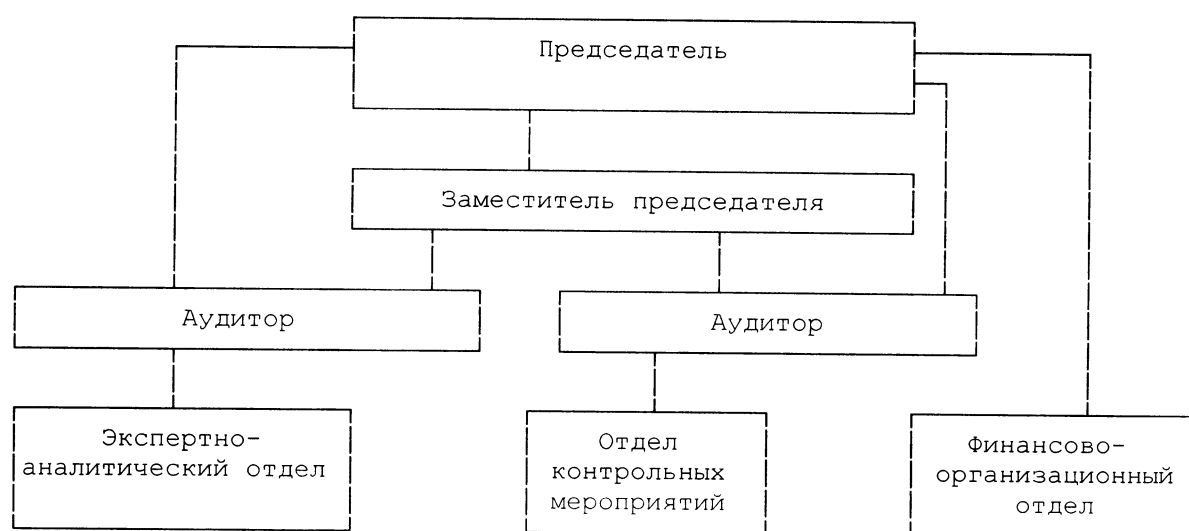 Председатель
Заместитель председателя
Аудитор
Аудитор
Экспертно-
аналитический отдел
Отдел
контрольных
мероприятий
Финансово-
организационный
отдел